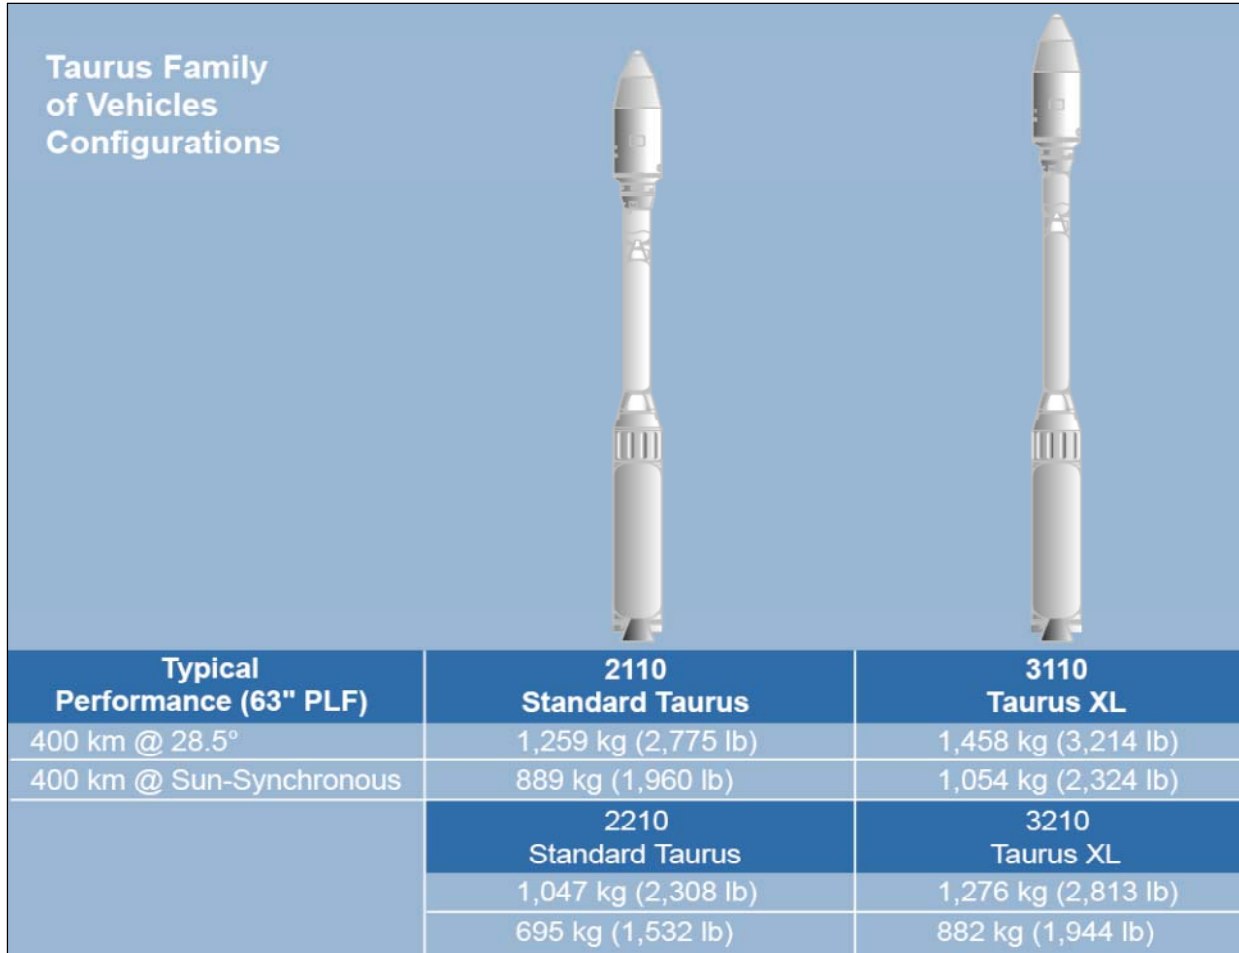 Taurus Family
of Vehicles
Configurations
Typical
Performance (63" PLF)
2110
Standard Taurus
3110
Taurus XL
400 km @ 28.5°
1,259 kg (2,775 lb)
1,458 kg (3,214 lb)
400 km @ Sun-Synchronous
889 kg (1,960 lb)
1,054 kg (2,324 lb)
2210
Standard Taurus
3210
Taurus XL
1,047 kg (2,308 lb)
1,276 kg (2,813 lb)
695 kg (1,532 lb)
882 kg (1,944 lb)